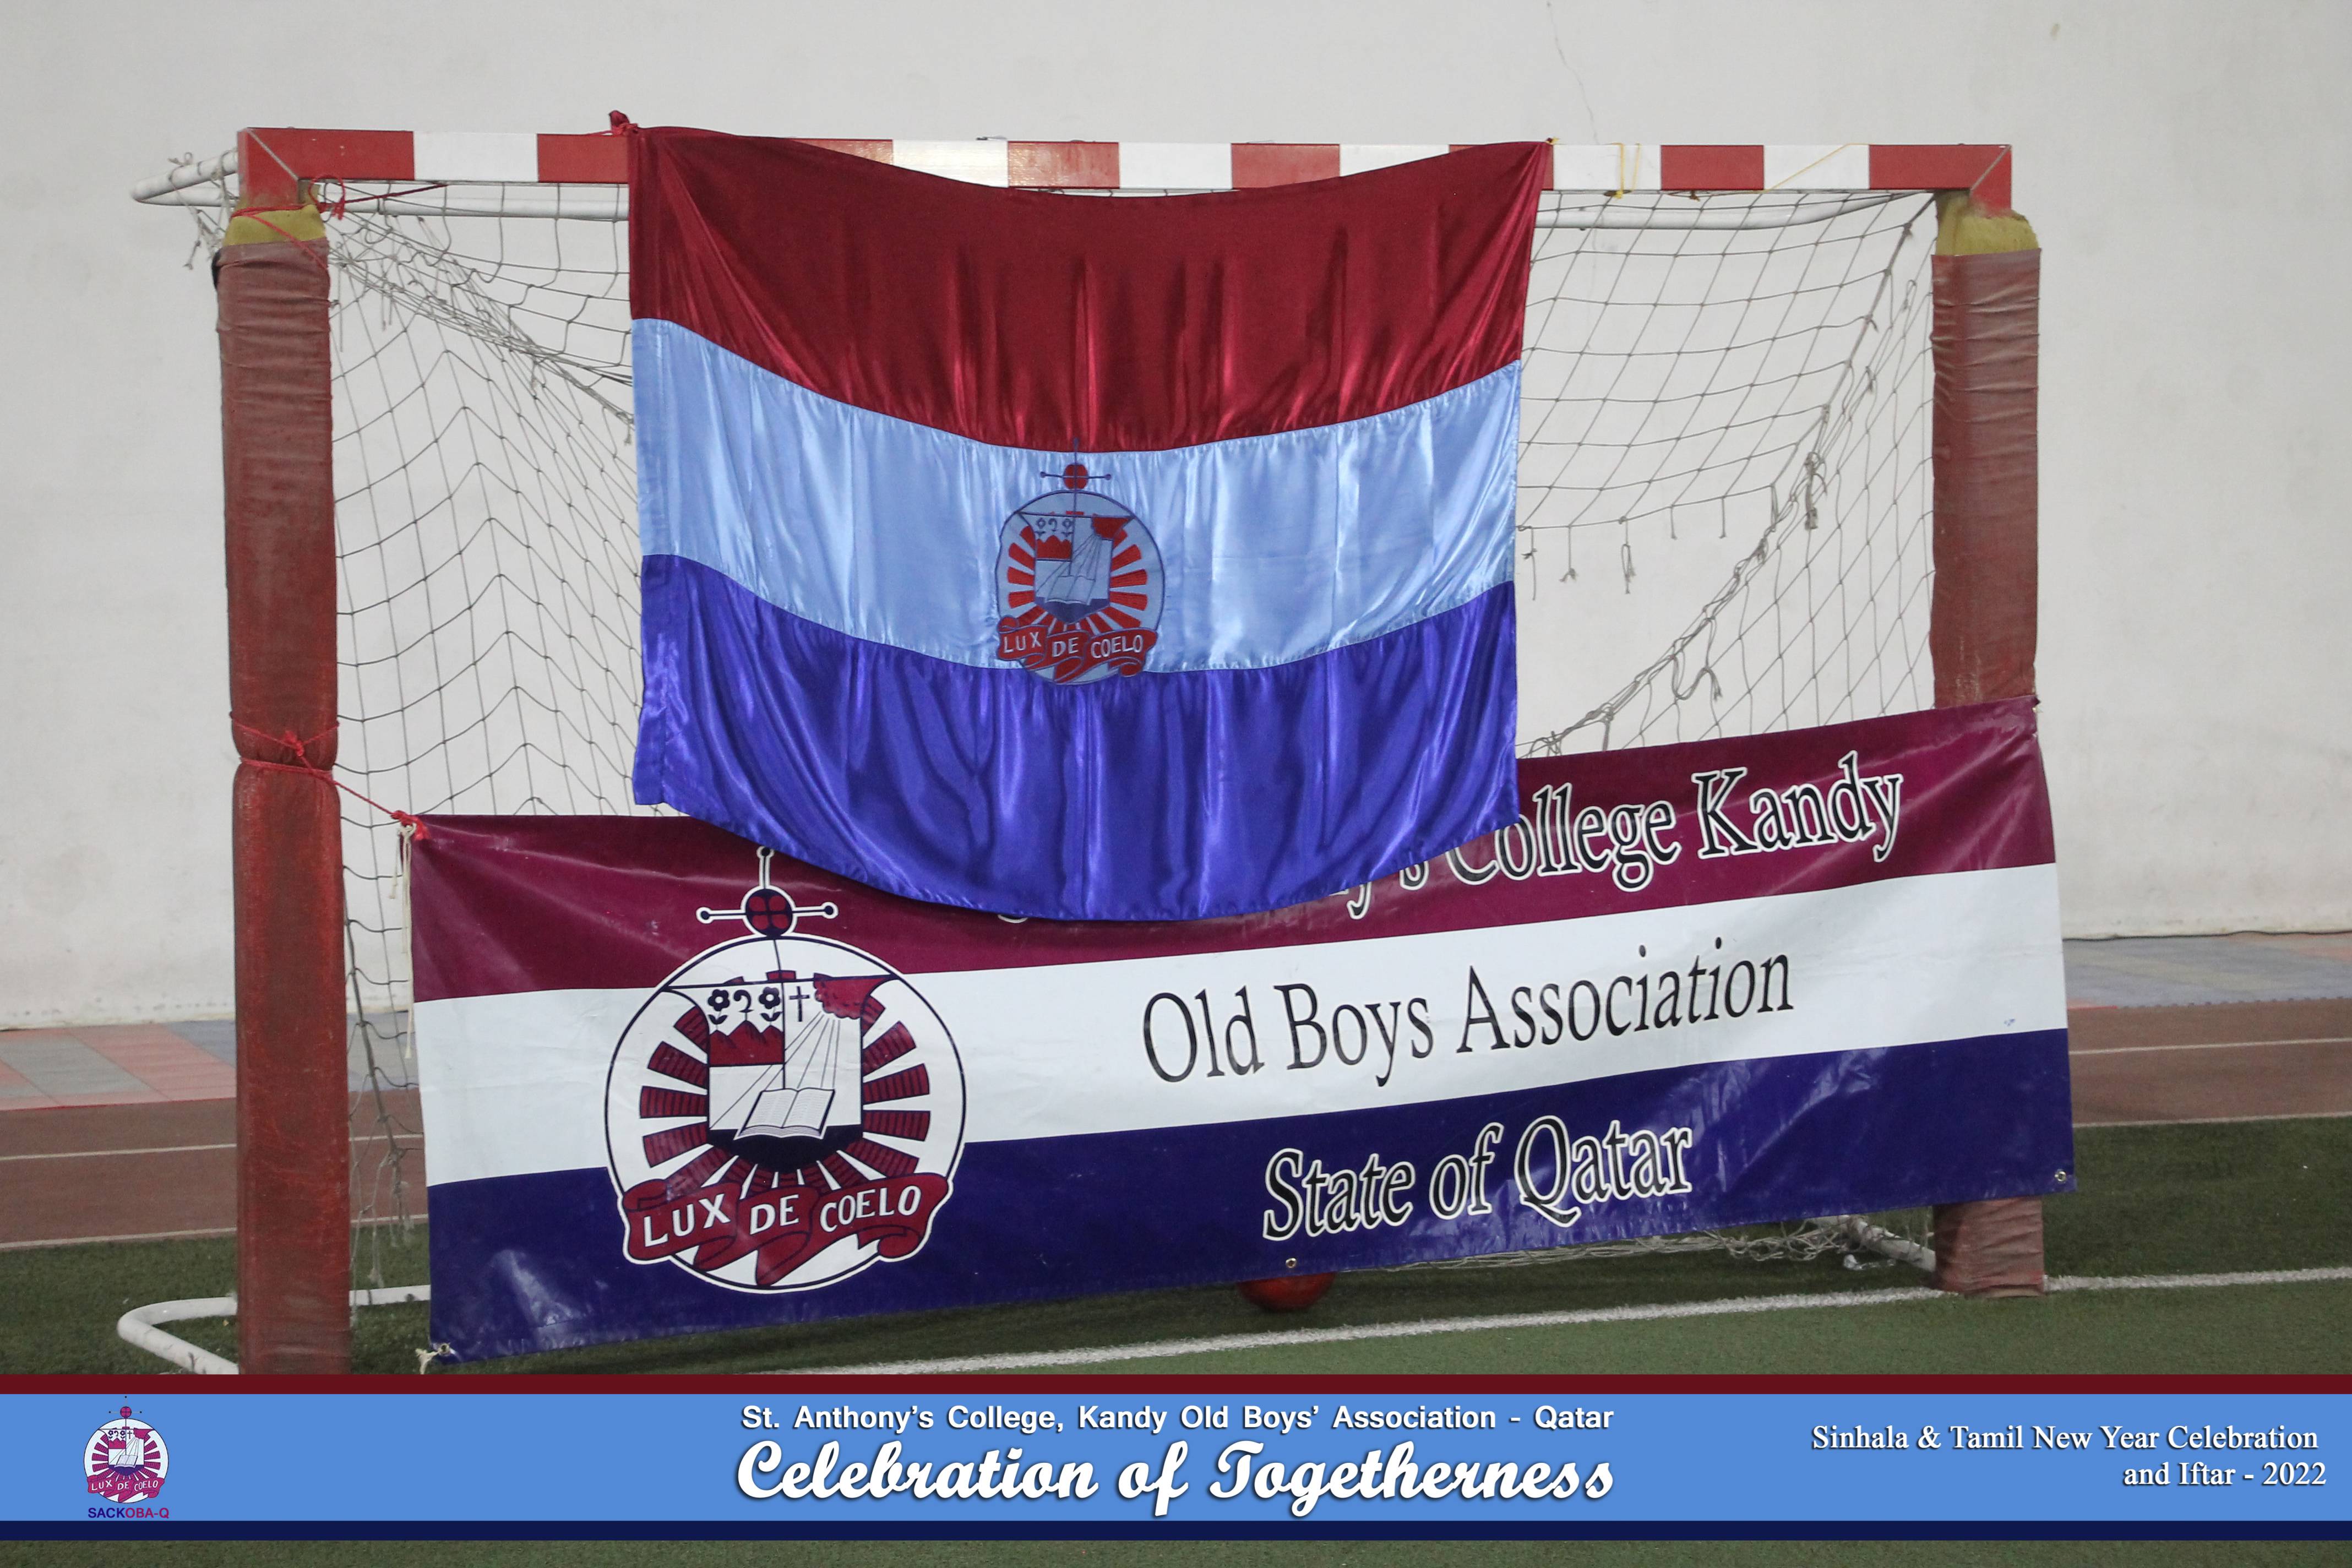 LUX DE COELO
College Kandy
Old Boys Association
State of Qatar
LUX DE COELO
St. Anthony's College, Kandy Old Boys' Association - Qatar
Celebration of Togetherness
Sinhala & Tamil New Year Celebration
and Iftar - 2022
LUX DE COELO
SACKOBA-Q